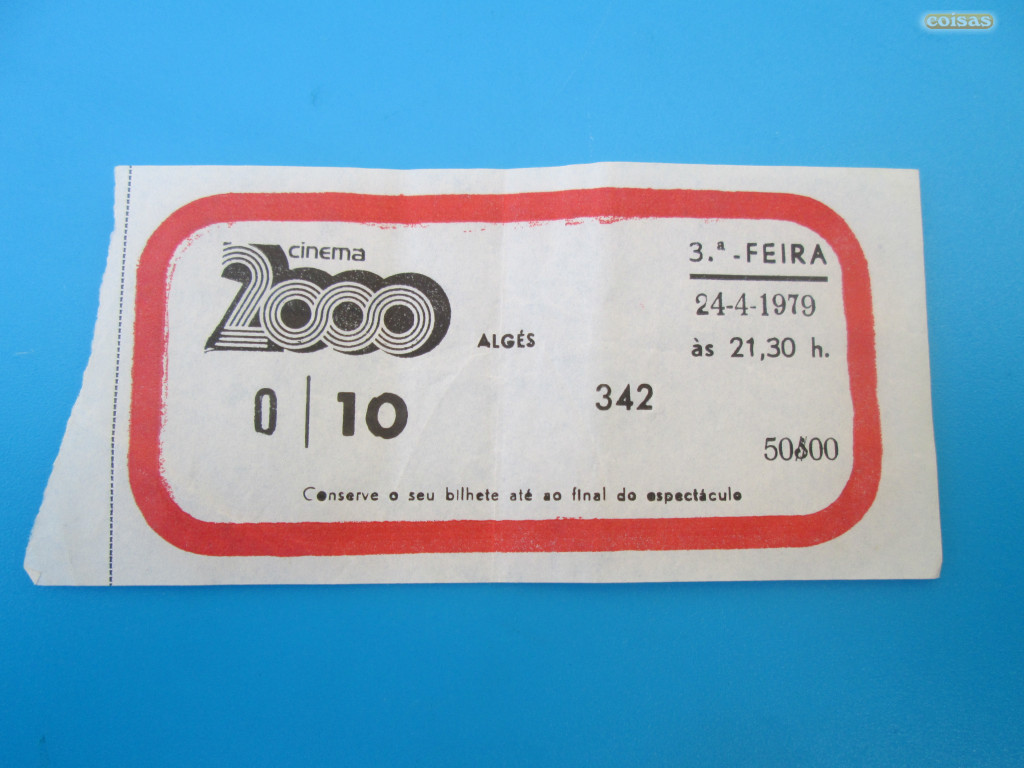 coisas
cinema
2000
ALGÉS
3.ª-FEIRA
24-4-1979
às 21,30 h.
O | 10
342
50$00
Conserve o seu bilhete até ao final do espectáculo